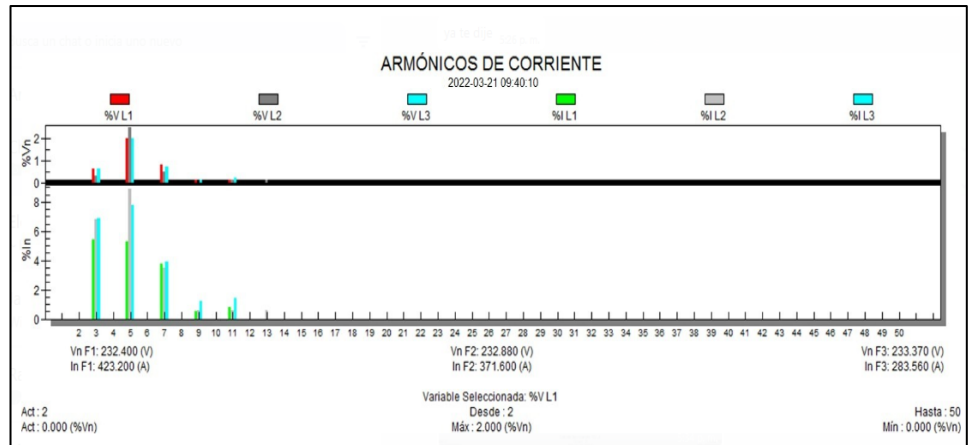 ARMÓNICOS DE CORRIENTE
2022-03-21 09:40:10
%V L1 %V L2 %V L3 %I L1 %I L2 %I L3
%Vn
2
1
0
%In
8
6
4
2
0
2 3 4 5 6 7 8 9 10 11 12 13 14 15 16 17 18 19 20 21 22 23 24 25 26 27 28 29 30 31 32 33 34 35 36 37 38 39 40 41 42 43 44 45 46 47 48 49 50
Vn F1: 232.400 (V) Vn F2: 232.880 (V) Vn F3: 233.370 (V)
In F1: 423.200 (A) In F2: 371.600 (A) In F3: 283.560 (A)
Variable Seleccionada: %V L1
Act : 2 Desde : 2 Hasta : 50
Act : 0.000 (%Vn) Máx : 2.000 (%Vn) Mín : 0.000 (%Vn)